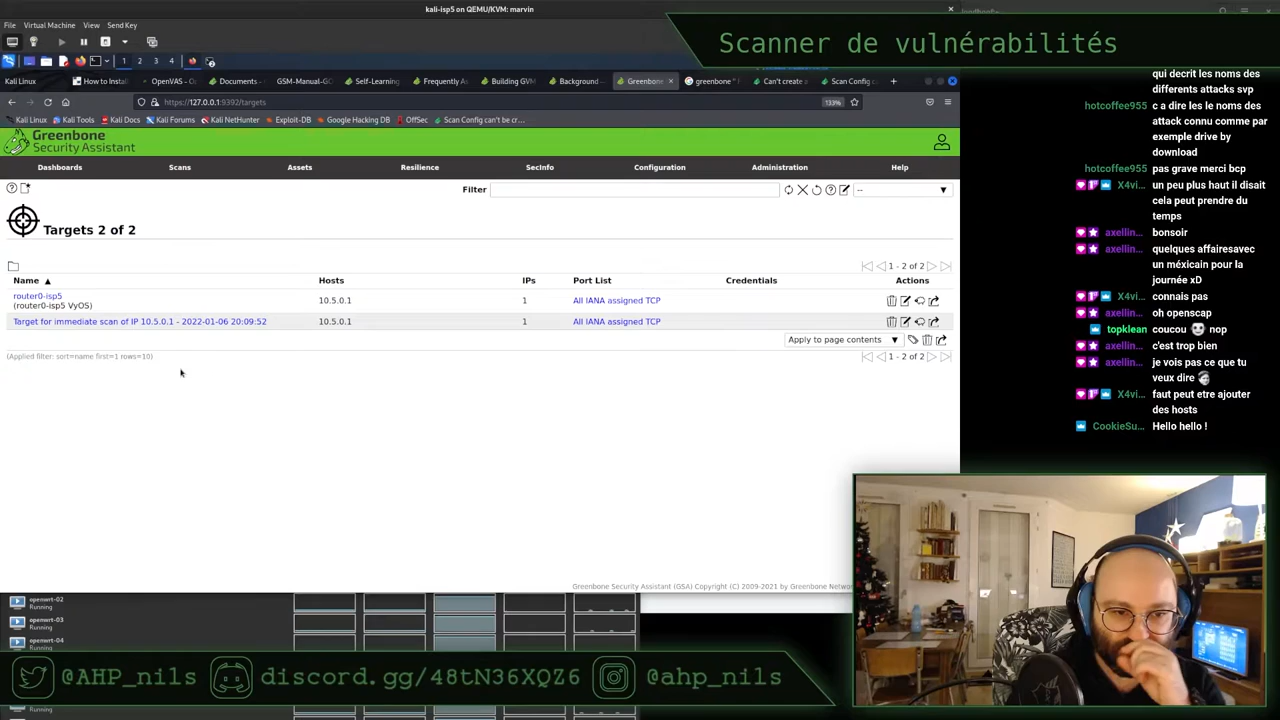 kali-isp5 on QEMU/KVM: marvin
File Virtual Machine View Send Key
1 2 3 4
Kali Linux How to Instal OpenVAS - O Documents - GSM-Manual-GO Self-Learning Frequently As Building GVM Background - Greenbone greenbone " Can't create a Scan Config c
https://127.0.0.1:9392/targets 133%
Kali Linux Kali Tools Kali Docs Kali Forums Kali NetHunter Exploit-DB Google Hacking DB OffSec Scan Config can't be cr...
Greenbone
Security Assistant
Dashboards Scans Assets Resilience SecInfo Configuration Administration Help
Filter --
Targets 2 of 2
1 - 2 of 2
Name Hosts IPs Port List Credentials Actions
router0-isp5 10.5.0.1 1 All IANA assigned TCP
(router0-isp5 VyOS)
Target for immediate scan of IP 10.5.0.1 - 2022-01-06 20:09:52 10.5.0.1 1 All IANA assigned TCP
Apply to page contents
(Applied filter: sort=name first=1 rows=10) 1 - 2 of 2
Greenbone Security Assistant (GSA) Copyright (C) 2009-2021 by Greenbone Netwo
openwrt-02
Running
openwrt-03
Running
openwrt-04
Running
Scanner de vulnérabilités
qui decrit les noms des
differents attacks svp
hotcoffee955 c a dire les le noms des
attack connu comme par
exemple drive by
download
hotcoffee955 pas grave merci bcp
X4vi... un peu plus haut il disait
cela peut prendre du
temps
axellin... bonsoir
axellin... quelques affairesavec
un méxicain pour la
journée xD
X4vi... connais pas
axellin... oh openscap
topklean coucou nop
axellin... c'est trop bien
axellin... je vois pas ce que tu
veux dire
X4vi... faut peut etre ajouter
des hosts
CookieSu... Hello hello !
@AHP_nils discord.gg/48tN36XQZ6 @ahp_nils